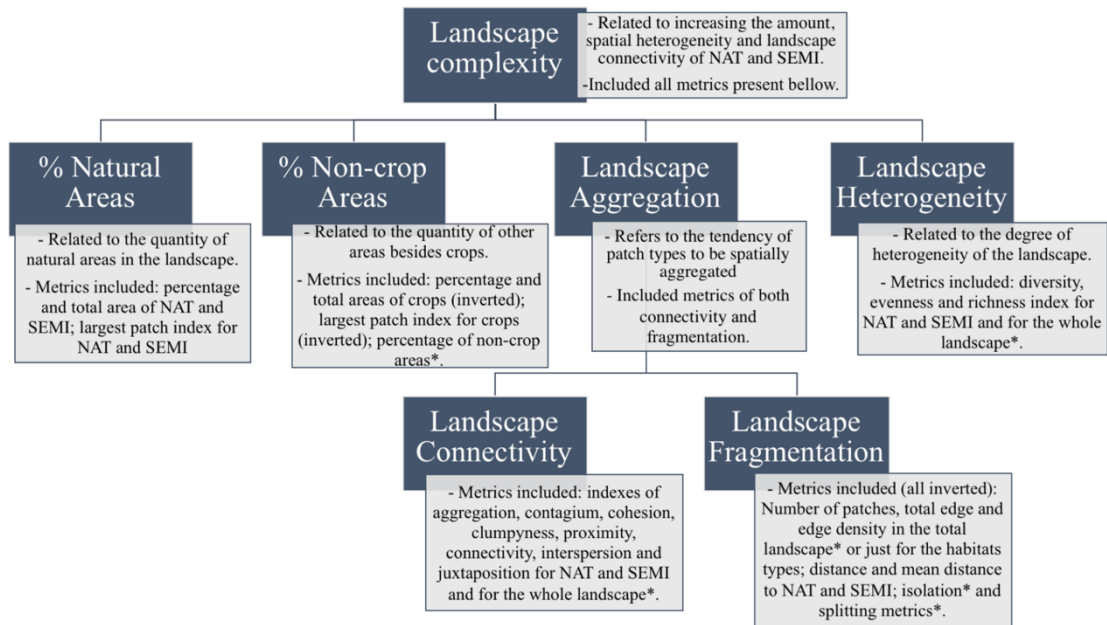 Landscape
complexity
- Related to increasing the amount,
spatial heterogeneity and landscape
connectivity of NAT and SEMI.
-Included all metrics present bellow.
% Natural
Areas
- Related to the quantity of
natural areas in the landscape.
- Metrics included: percentage
and total area of NAT and
SEMI; largest patch index for
NAT and SEMI
% Non-crop
Areas
- Related to the quantity of other
areas besides crops.
- Metrics included: percentage and
total areas of crops (inverted);
largest patch index for crops
(inverted); percentage of non-crop
areas*.
Landscape
Aggregation
- Refers to the tendency of
patch types to be spatially
aggregated
- Included metrics of both
connectivity and
fragmentation.
Landscape
Heterogeneity
- Related to the degree of
heterogeneity of the landscape.
- Metrics included: diversity,
evenness and richness index for
NAT and SEMI and for the whole
landscape*.
Landscape
Connectivity
- Metrics included: indexes of
aggregation, contagium, cohesion,
clumpyness, proximity,
connectivity, interspersion and
juxtaposition for NAT and SEMI
and for the whole landscape*.
Landscape
Fragmentation
- Metrics included (all inverted):
Number of patches, total edge and
edge density in the total
landscape* or just for the habitats
types; distance and mean distance
to NAT and SEMI; isolation* and
splitting metrics*.